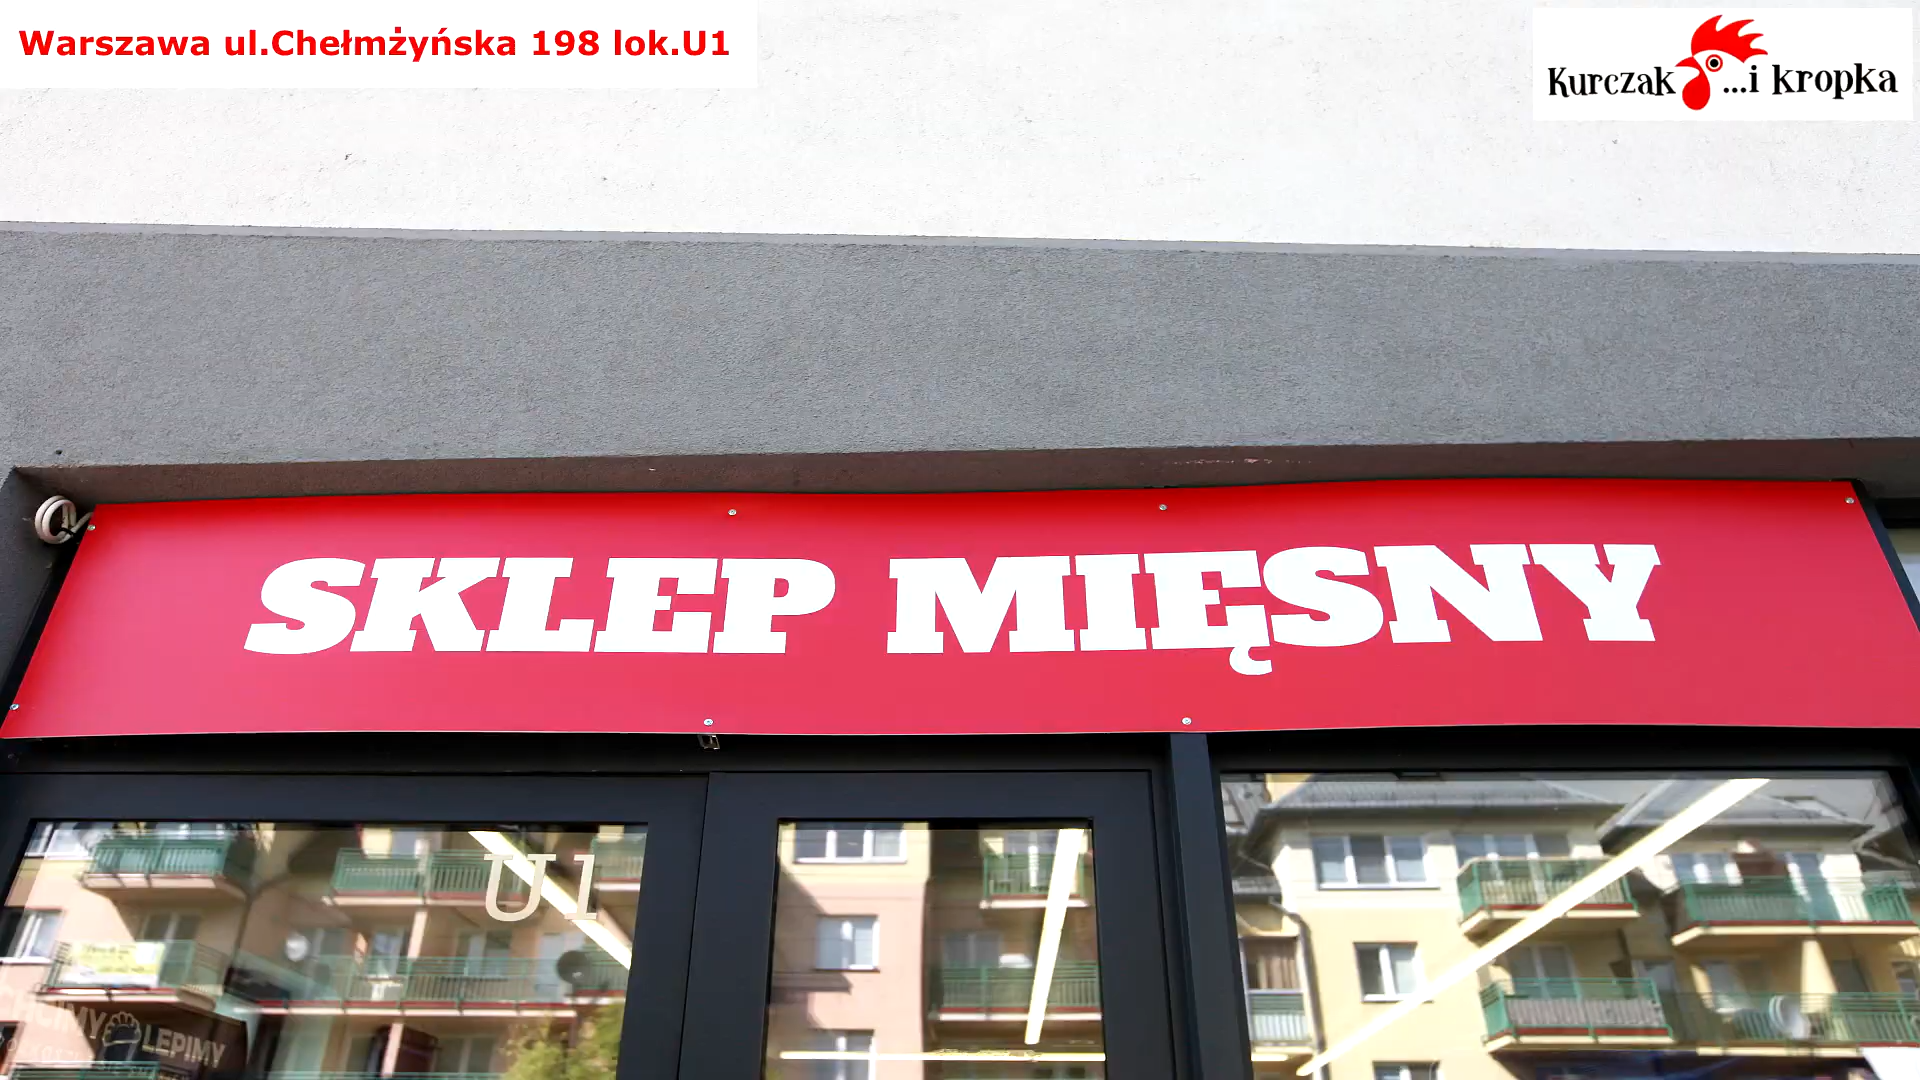 Warszawa ul.Chełmżyńska 198 lok.U1
Kurczak ...i kropka
SKLEP MIĘSNY
U1
LEPIMY